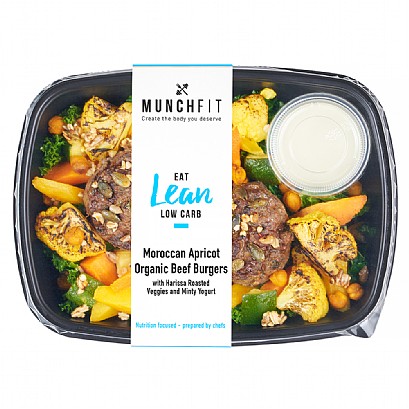 MUNCHFIT
Create the body you deserve
EAT
Lean
LOW CARB
Moroccan Apricot
Organic Beef Burgers
with Harissa Roasted
Veggies and Minty Yogurt
Nutrition focused - prepared by chefs